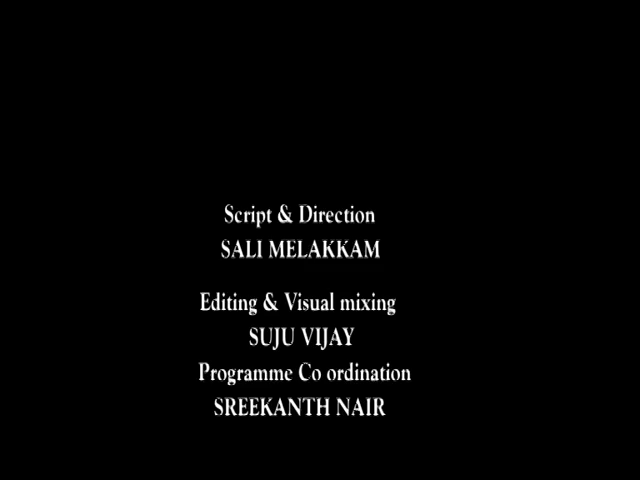 Script & Direction
SALI MELAKKAM
Editing & Visual mixing
SUJU VIJAY
Programme Co ordination
SREEKANTH NAIR